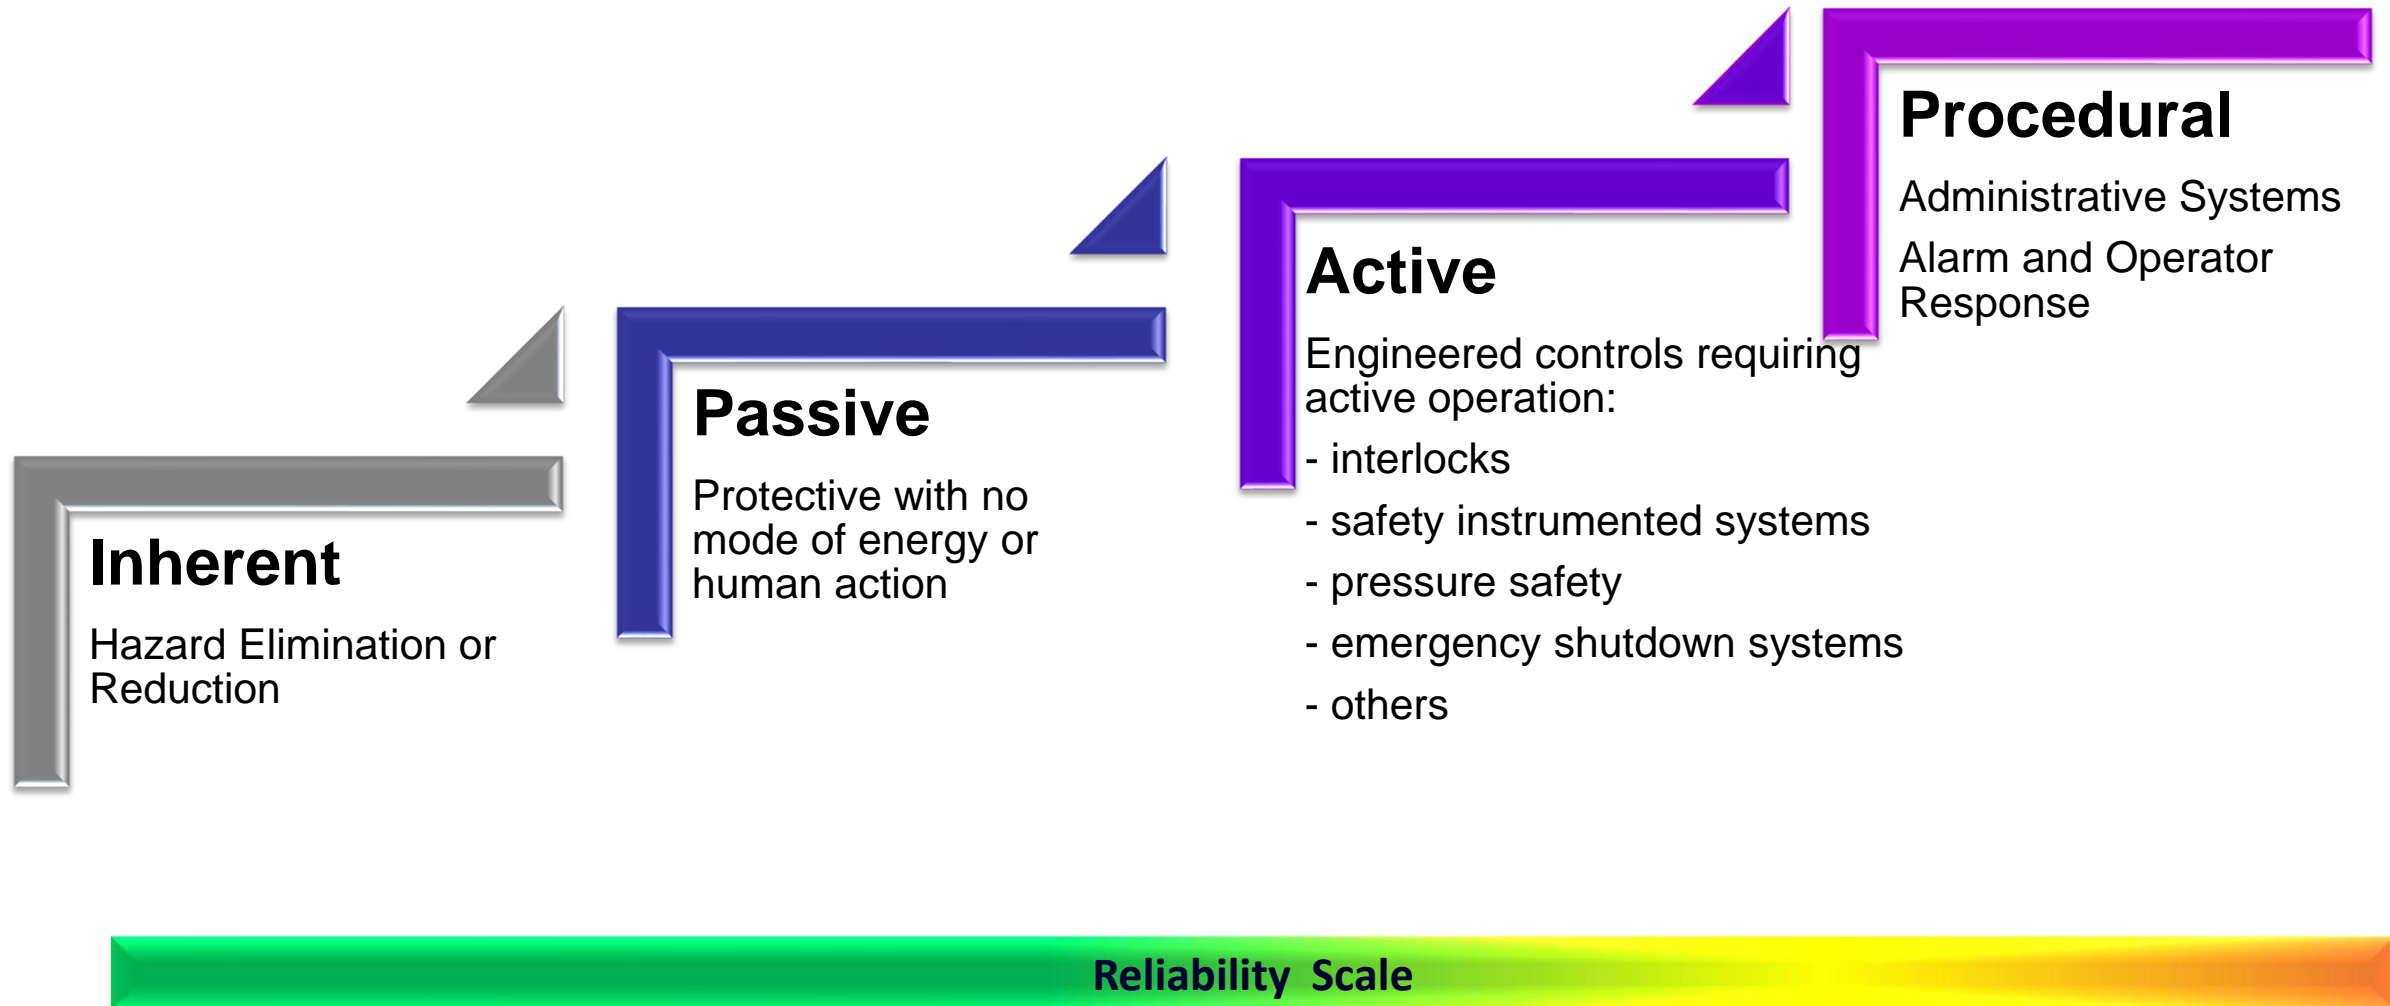 Inherent
Hazard Elimination or
Reduction
Passive
Protective with no
mode of energy or
human action
Active
Engineered controls requiring
active operation:
- interlocks
- safety instrumented systems
- pressure safety
- emergency shutdown systems
- others
Procedural
Administrative Systems
Alarm and Operator
Response
Reliability Scale